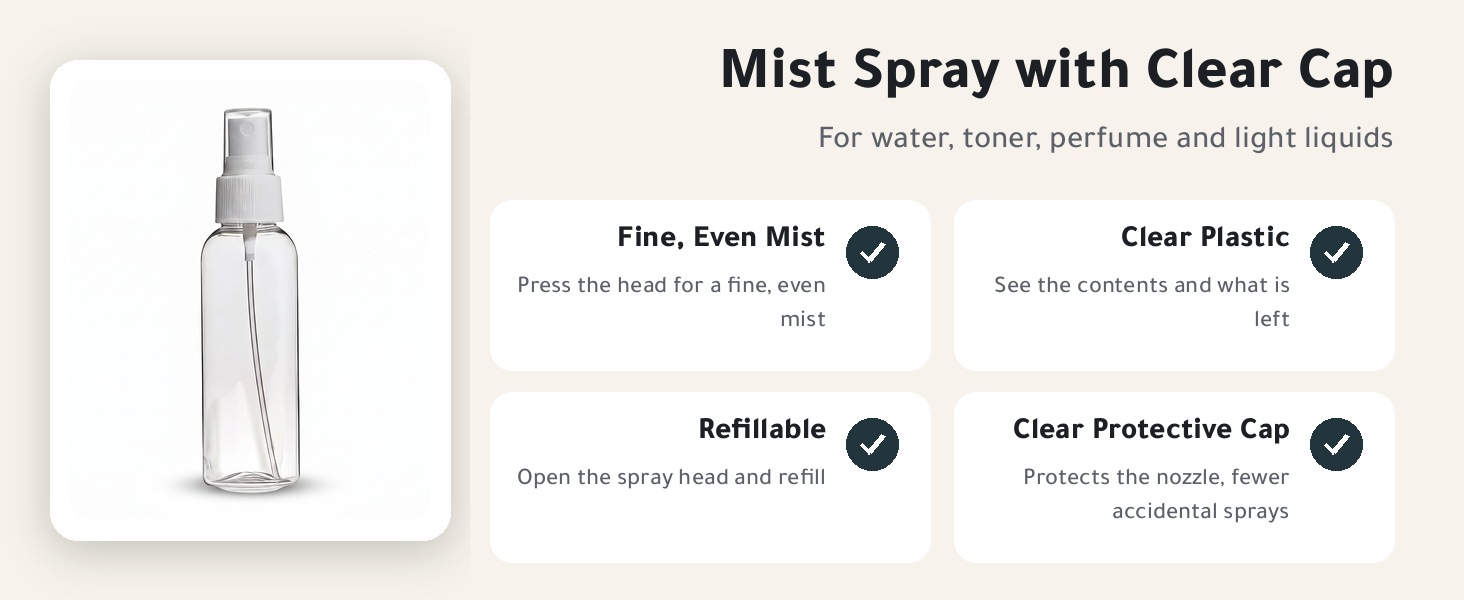 Mist Spray with Clear Cap
For water, toner, perfume and light liquids
Fine, Even Mist
Press the head for a fine, even
mist
Clear Plastic
See the contents and what is
left
Refillable
Open the spray head and refill
Clear Protective Cap
Protects the nozzle, fewer
accidental sprays